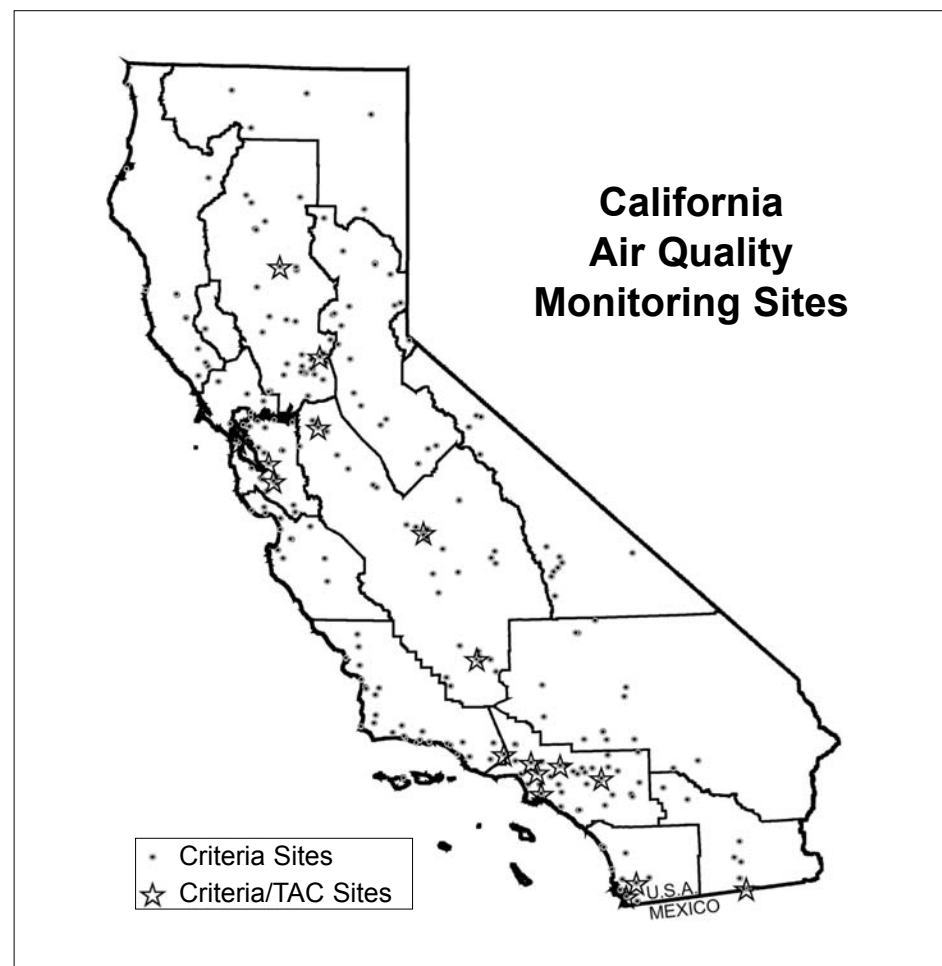 California
Air Quality
Monitoring Sites
Criteria Sites
Criteria/TAC Sites
U.S.A.
MEXICO